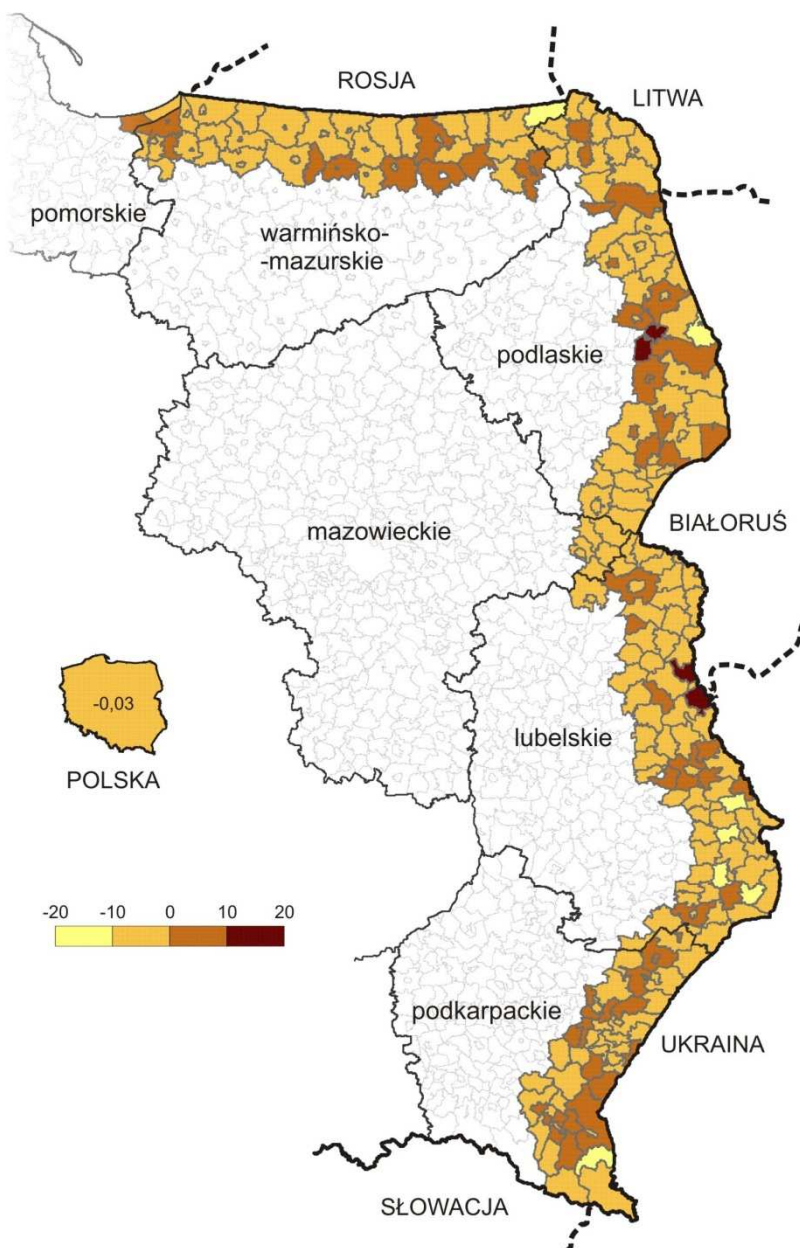 ROSJA
LITWA
pomorskie
warmińsko-
-mazurskie
podlaskie
mazowieckie
BIAŁORUŚ
-0,03
POLSKA
lubelskie
-20 -10 0 10 20
podkarpackie
UKRAINA
SŁOWACJA